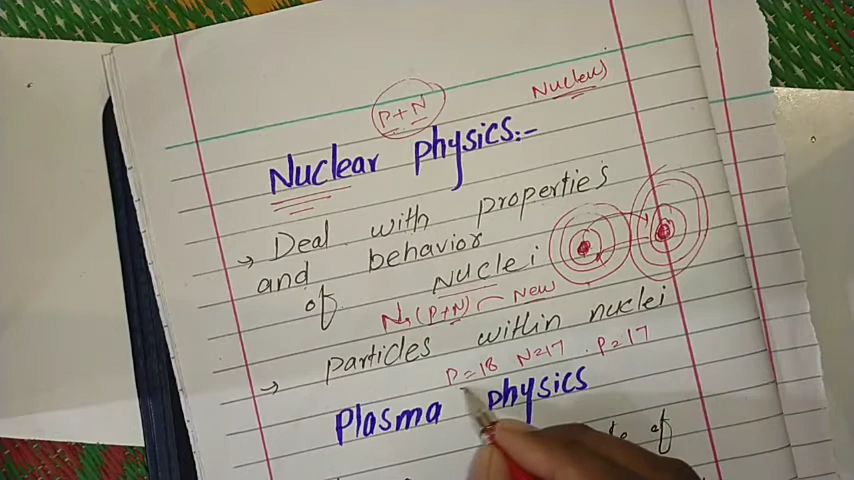 P+N
Nucleus
Nuclear physics:-
→ Deal with properties
and behavior
of Nuclei
(P+N) New
→ Particles within nuclei
P=18 N=17 . P=17
Plasma physics
of